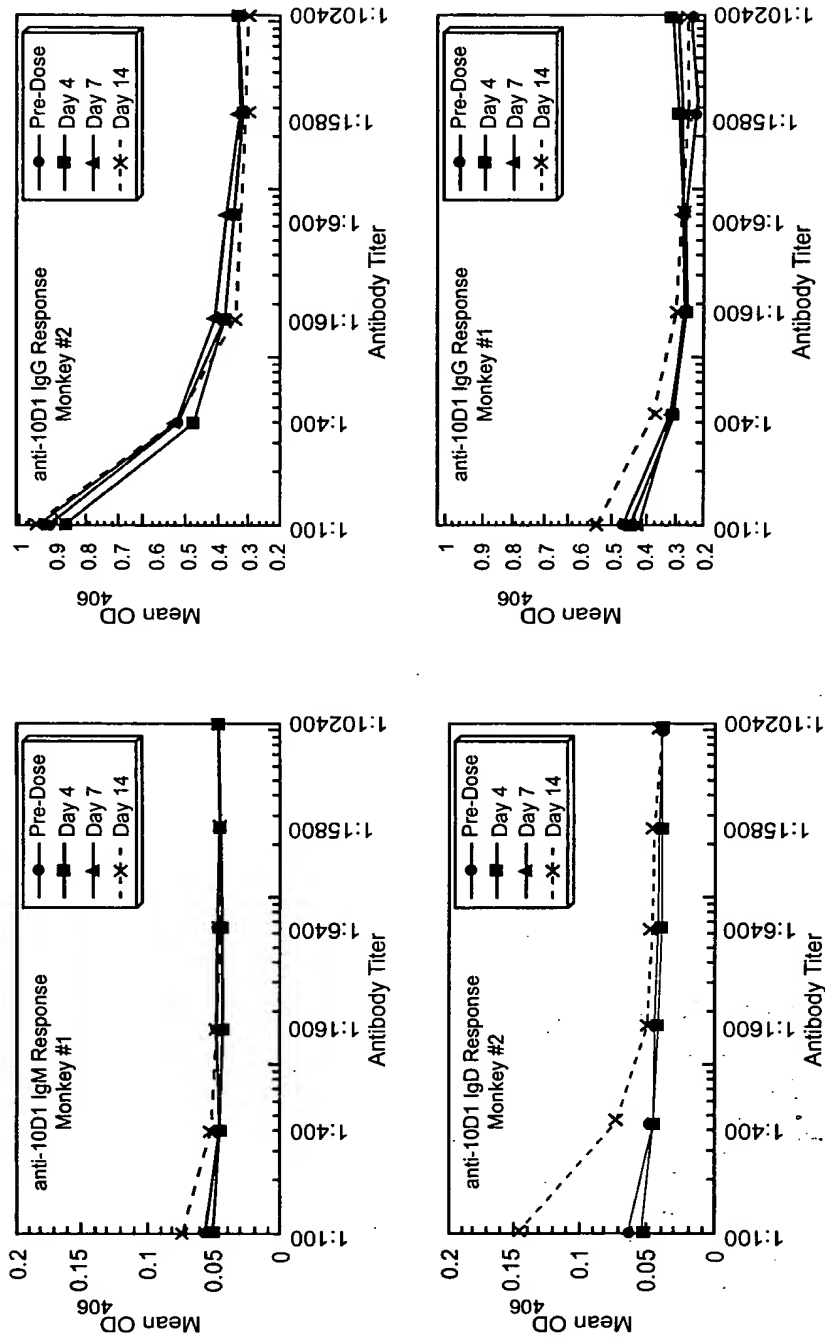 anti-10D1 IgM Response
Monkey #1
Pre-Dose
Day 4
Day 7
Day 14
Mean OD 406
0.2
0.15
0.1
0.05
0
1:100
1:400
1:1600
1:6400
1:15800
1:102400
Antibody Titer
anti-10D1 IgG Response
Monkey #2
Pre-Dose
Day 4
Day 7
Day 14
Mean OD 406
1
0.9
0.8
0.7
0.6
0.5
0.4
0.3
0.2
1:100
1:400
1:1600
1:6400
1:15800
1:102400
Antibody Titer
anti-10D1 IgD Response
Monkey #2
Pre-Dose
Day 4
Day 7
Day 14
Mean OD 406
0.2
0.15
0.1
0.05
0
1:100
1:400
1:1600
1:6400
1:15800
1:102400
Antibody Titer
anti-10D1 IgG Response
Monkey #1
Pre-Dose
Day 4
Day 7
Day 14
Mean OD 406
1
0.9
0.8
0.7
0.6
0.5
0.4
0.3
0.2
1:100
1:400
1:1600
1:6400
1:15800
1:102400
Antibody Titer